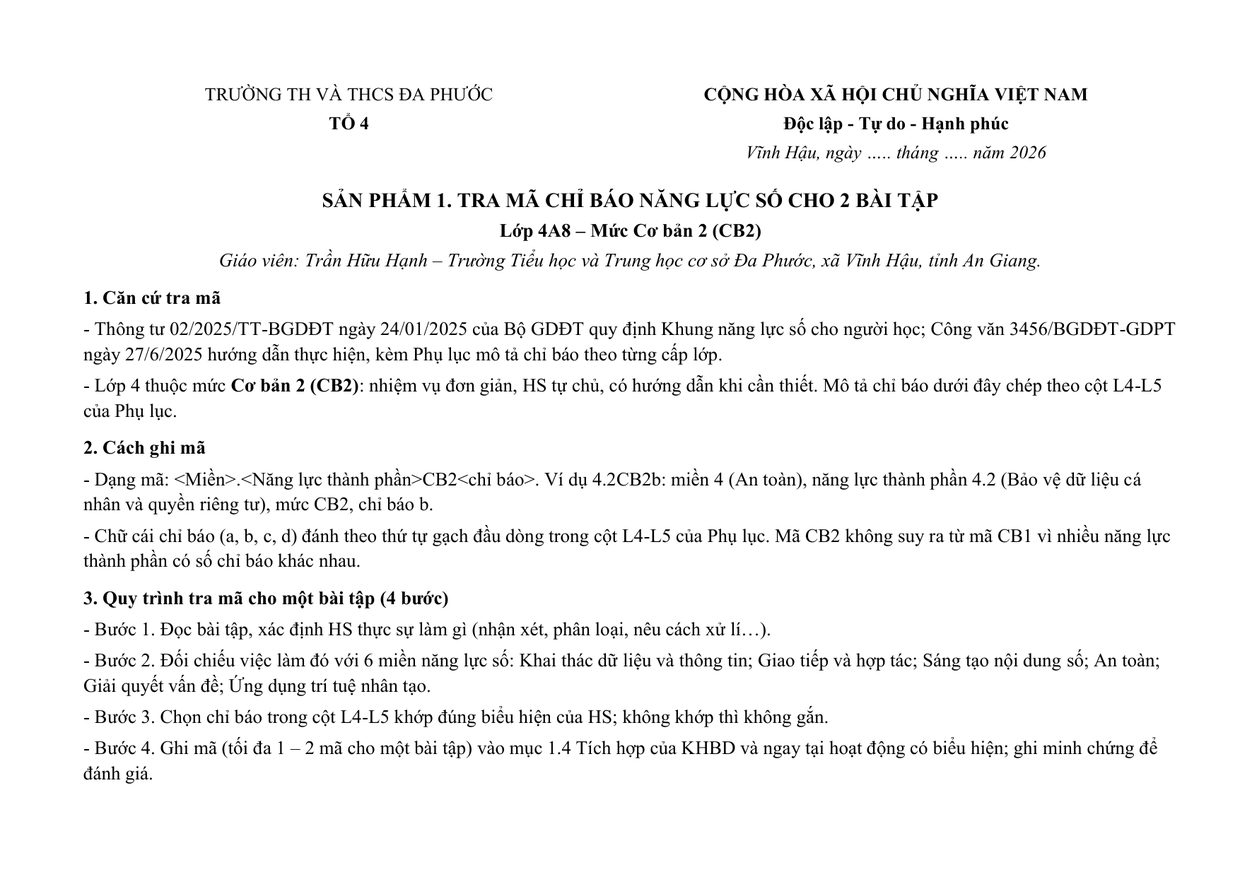 TRƯỜNG TH VÀ THCS ĐA PHƯỚC
TỔ 4
CỘNG HÒA XÃ HỘI CHỦ NGHĨA VIỆT NAM
Độc lập - Tự do - Hạnh phúc
Vĩnh Hậu, ngày ..... tháng ..... năm 2026
SẢN PHẨM 1. TRA MÃ CHỈ BÁO NĂNG LỰC SỐ CHO 2 BÀI TẬP
Lớp 4A8 – Mức Cơ bản 2 (CB2)
Giáo viên: Trần Hữu Hạnh – Trường Tiểu học và Trung học cơ sở Đa Phước, xã Vĩnh Hậu, tỉnh An Giang.
1. Căn cứ tra mã
- Thông tư 02/2025/TT-BGDĐT ngày 24/01/2025 của Bộ GDĐT quy định Khung năng lực số cho người học; Công văn 3456/BGDĐT-GDPT
ngày 27/6/2025 hướng dẫn thực hiện, kèm Phụ lục mô tả chỉ báo theo từng cấp lớp.
- Lớp 4 thuộc mức Cơ bản 2 (CB2): nhiệm vụ đơn giản, HS tự chủ, có hướng dẫn khi cần thiết. Mô tả chỉ báo dưới đây chép theo cột L4-L5
của Phụ lục.
2. Cách ghi mã
- Dạng mã: <Miền>.<Năng lực thành phần>CB2<chỉ báo>. Ví dụ 4.2CB2b: miền 4 (An toàn), năng lực thành phần 4.2 (Bảo vệ dữ liệu cá
nhân và quyền riêng tư), mức CB2, chỉ báo b.
- Chữ cái chỉ báo (a, b, c, d) đánh theo thứ tự gạch đầu dòng trong cột L4-L5 của Phụ lục. Mã CB2 không suy ra từ mã CB1 vì nhiều năng lực
thành phần có số chỉ báo khác nhau.
3. Quy trình tra mã cho một bài tập (4 bước)
- Bước 1. Đọc bài tập, xác định HS thực sự làm gì (nhận xét, phân loại, nêu cách xử lí…).
- Bước 2. Đối chiếu việc làm đó với 6 miền năng lực số: Khai thác dữ liệu và thông tin; Giao tiếp và hợp tác; Sáng tạo nội dung số; An toàn;
Giải quyết vấn đề; Ứng dụng trí tuệ nhân tạo.
- Bước 3. Chọn chỉ báo trong cột L4-L5 khớp đúng biểu hiện của HS; không khớp thì không gắn.
- Bước 4. Ghi mã (tối đa 1 – 2 mã cho một bài tập) vào mục 1.4 Tích hợp của KHBD và ngay tại hoạt động có biểu hiện; ghi minh chứng để
đánh giá.